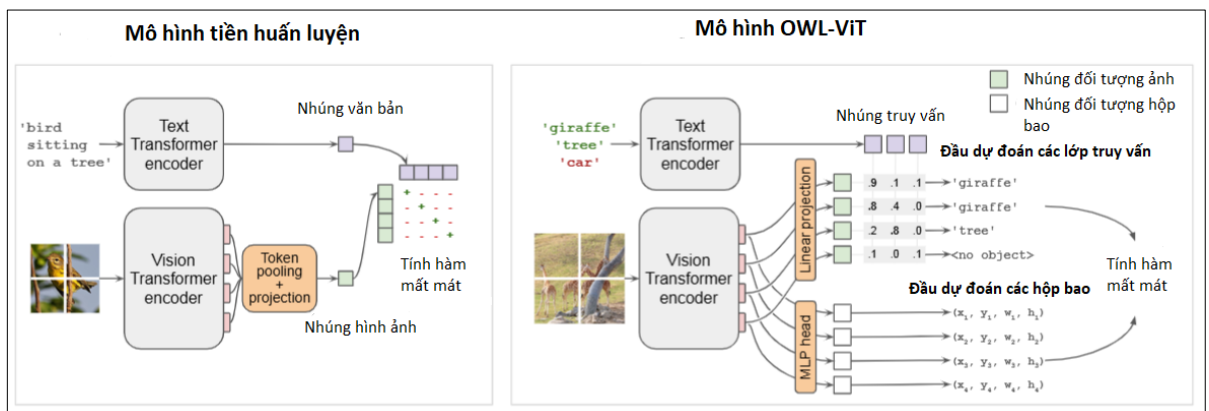 Mô hình tiền huấn luyện
'bird
sitting
on a tree'
Text
Transformer
encoder
Nhúng văn bản
+ - - -
- + - -
- - + -
- - - +
Vision
Transformer
encoder
Token
pooling
+
projection
Nhúng hình ảnh
Tính hàm
mất mát
Mô hình OWL-ViT
Nhúng đối tượng ảnh
Nhúng đối tượng hộp
bao
'giraffe'
'tree'
'car'
Text
Transformer
encoder
Nhúng truy vấn
Đầu dự đoán các lớp truy vấn
Vision
Transformer
encoder
Linear projection
.9 .1 .1 'giraffe'
.8 .4 .0 'giraffe'
.2 .8 .0 'tree'
.1 .0 .1 <no object>
Tính hàm
mất mát
Đầu dự đoán các hộp bao
MLP head
(x₁, y₁, w₁, h₁)
(x₂, y₂, w₂, h₂)
(x₃, y₃, w₃, h₃)
(x₄, y₄, w₄, h₄)